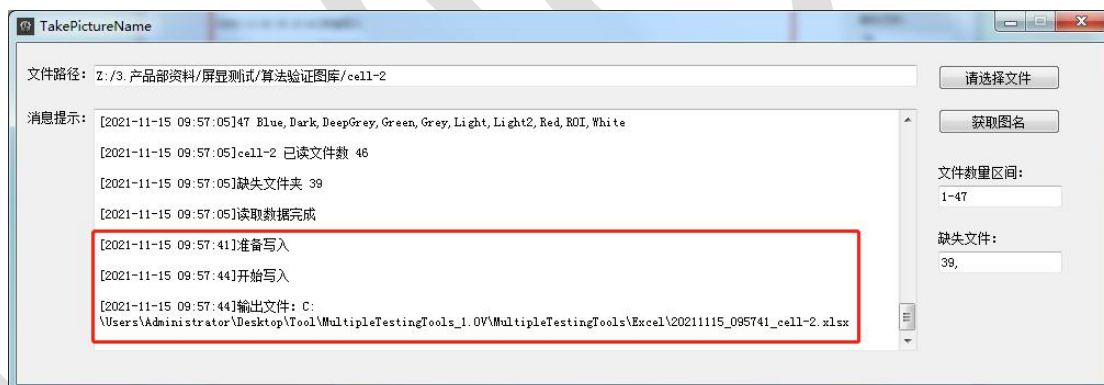 TakePictureName
文件路径: Z:/3.产品部资料/屏显测试/算法验证图库/cell-2
请选择文件
消息提示: [2021-11-15 09:57:05]47 Blue,Dark,DeepGrey,Green,Grey,Light,Light2,Red,ROI,White
获取图名
[2021-11-15 09:57:05]cell-2 已读文件数 46
[2021-11-15 09:57:05]缺失文件夹 39
文件数量区间:
1-47
[2021-11-15 09:57:05]读取数据完成
[2021-11-15 09:57:41]准备写入
缺失文件:
39,
[2021-11-15 09:57:44]开始写入
[2021-11-15 09:57:44]输出文件: C:
\Users\Administrator\Desktop\Tool\MultipleTestingTools_1.0V\MultipleTestingTools\Excel\20211115_095741_cell-2.xlsx